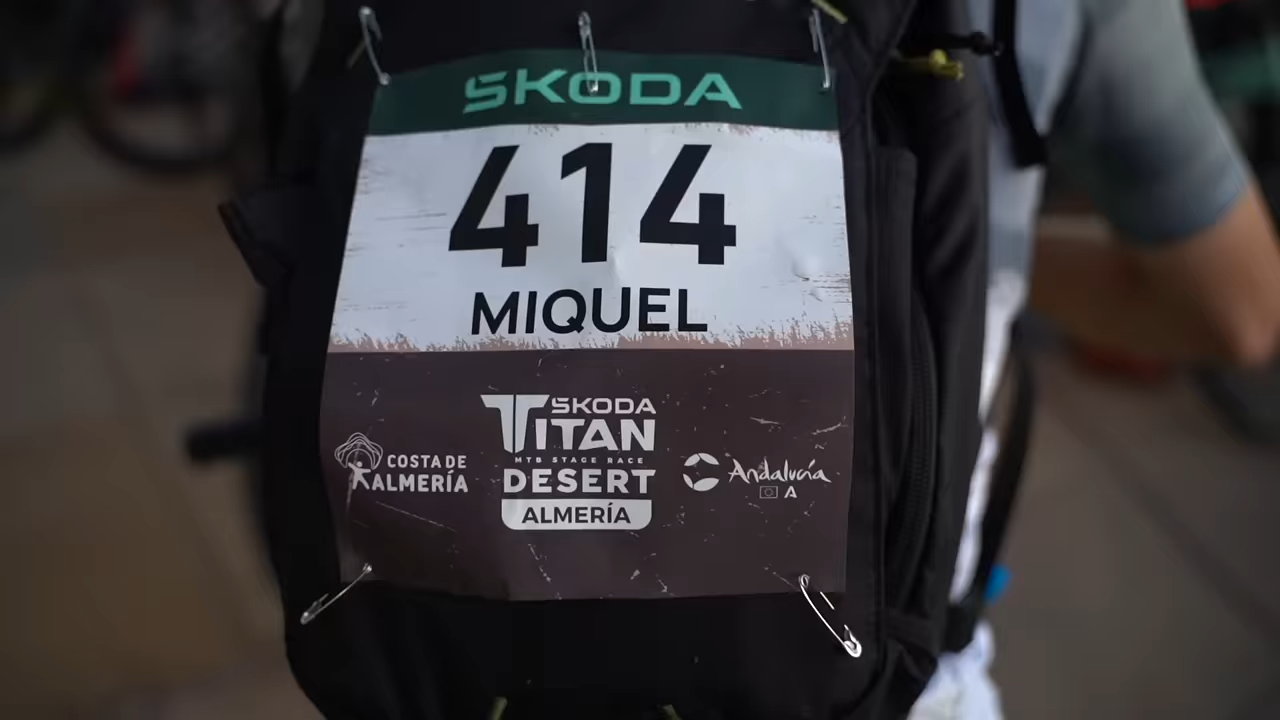 ŠKODA
414
MIQUEL
ŠKODA
TITAN
MTB STAGE RACE
DESERT
ALMERÍA
COSTA DE
ALMERÍA
Andalucía
A